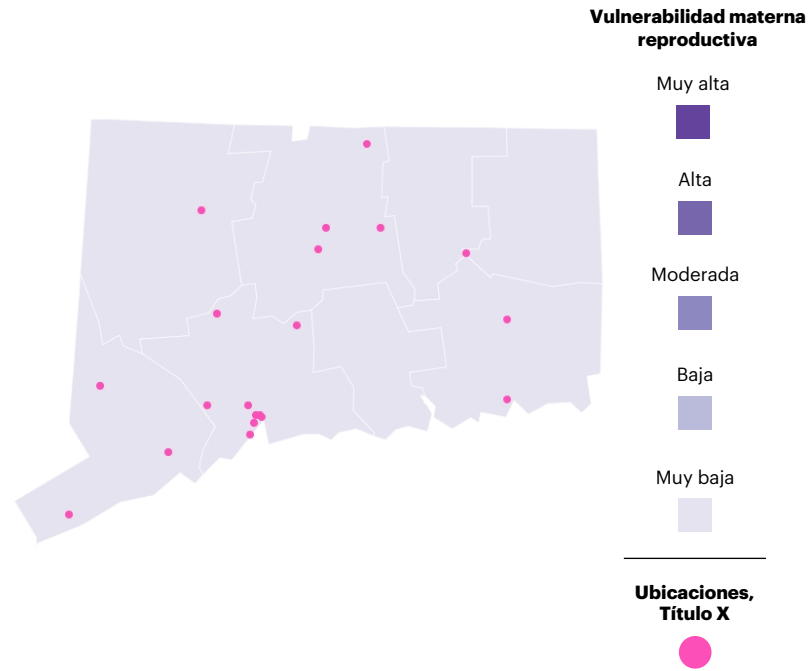 Vulnerabilidad materna
reproductiva
Muy alta
Alta
Moderada
Baja
Muy baja
Ubicaciones,
Título X